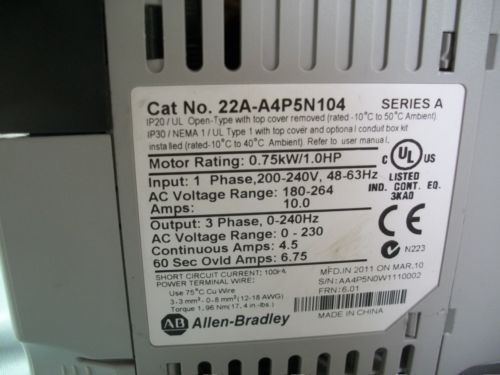 Cat No. 22A-A4P5N104 SERIES A
IP20 / UL Open-Type with top cover removed (rated -10°C to 50°C Ambient)
IP30 / NEMA 1 / UL Type 1 with top cover and optional conduit box kit
installed (rated -10°C to 40°C Ambient). Refer to user manual.
Motor Rating: 0.75kW/1.0HP
Input: 1 Phase,200-240V, 48-63Hz
AC Voltage Range: 180-264
Amps: 10.0
Output: 3 Phase, 0-240Hz
AC Voltage Range: 0 - 230
Continuous Amps: 4.5
60 Sec Ovld Amps: 6.75
C UL US
LISTED
IND. CONT. EQ.
3KA0
CE
N223
SHORT CIRCUIT CURRENT:
POWER TERMINAL WIRE:
Use 75°C Cu Wire
3.3mm² - 0.8mm² (12-18 AWG)
Torque 1.96 Nm (17.4 in-lbs.)
MFD.IN 2011 ON MAR.10
S/N: AA4P5N0W1110002
FRN: 6.01
MADE IN CHINA
AB Allen-Bradley